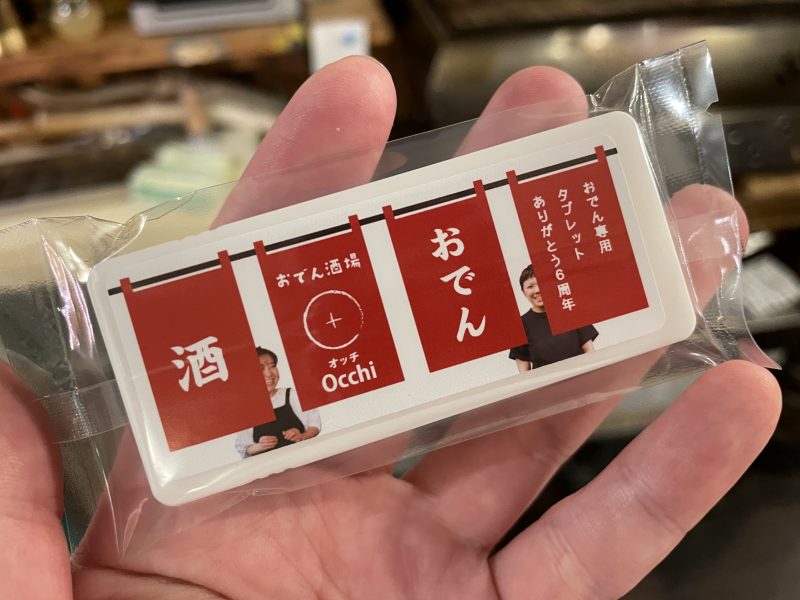 酒
おでん酒場
オッチ
Occhi
おでん
おでん専用
タブレット
ありがとう6周年